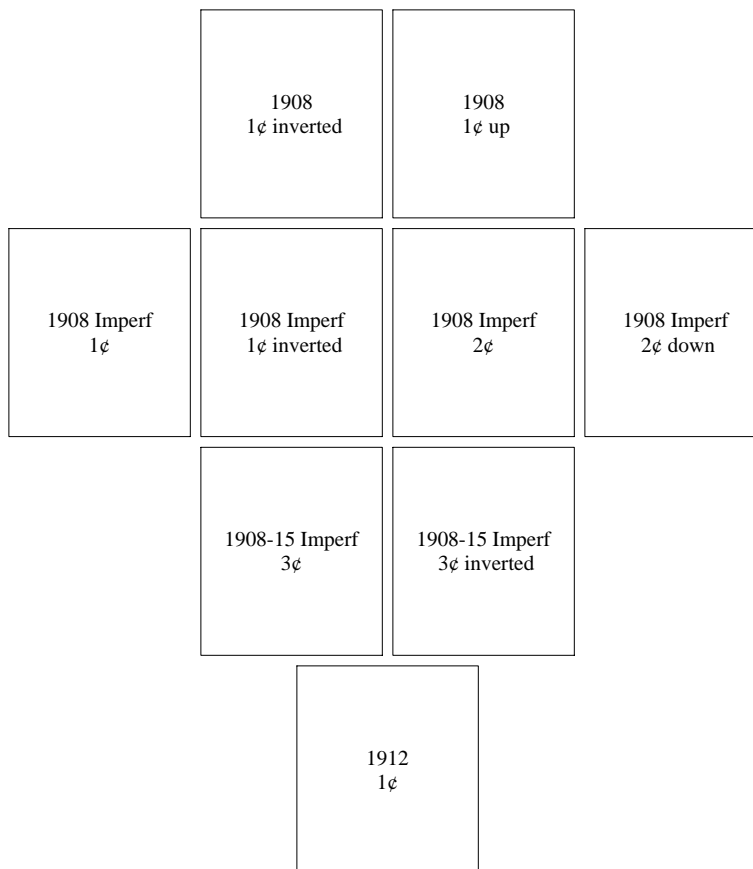 1908
1¢ inverted
1908
1¢ up
1908 Imperf
1¢
1908 Imperf
1¢ inverted
1908 Imperf
2¢
1908 Imperf
2¢ down
1908-15 Imperf
3¢
1908-15 Imperf
3¢ inverted
1912
1¢